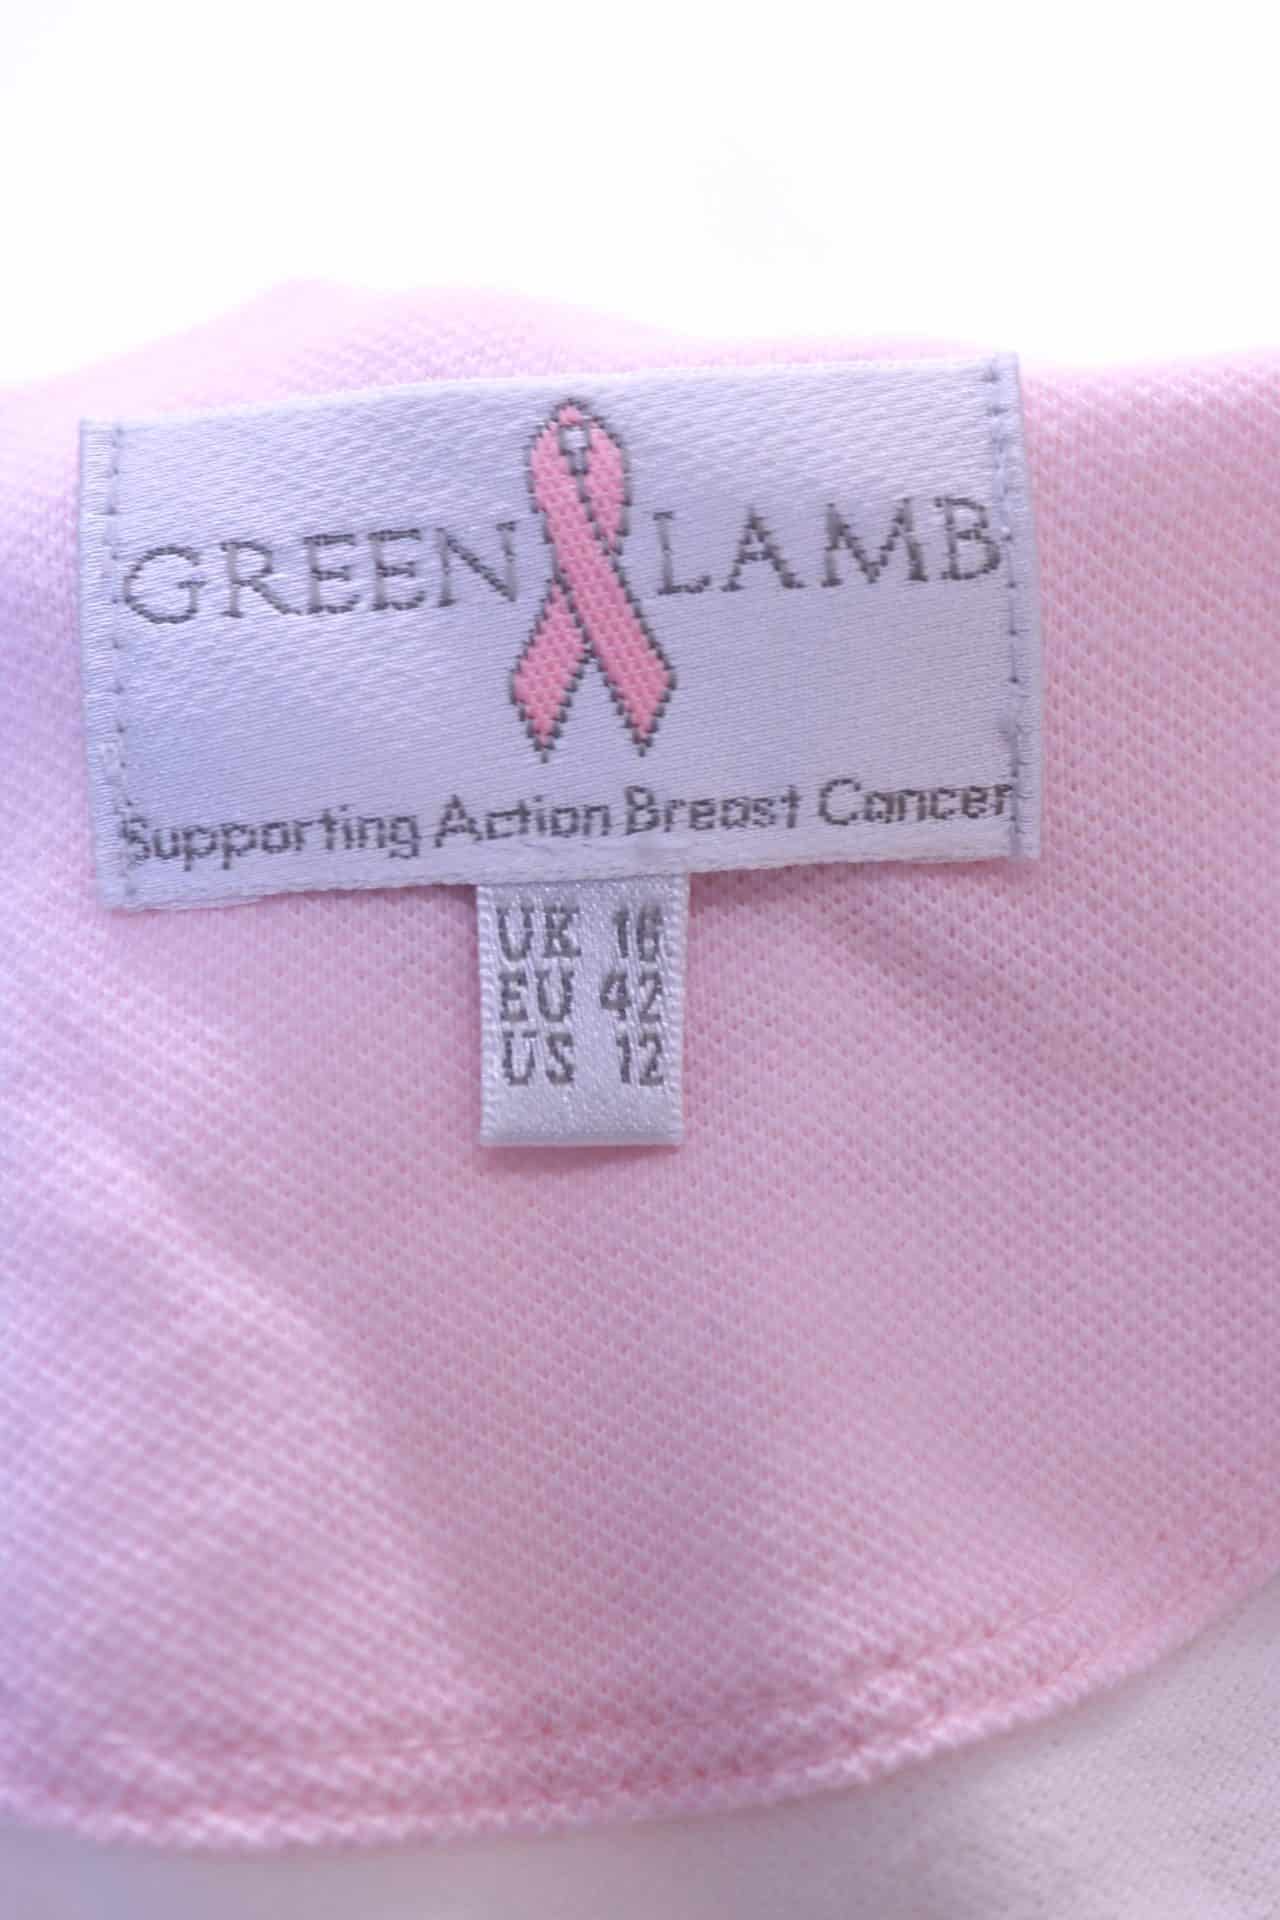 GREEN LAMB
Supporting Action Breast Cancer
UK 16
EU 42
US 12